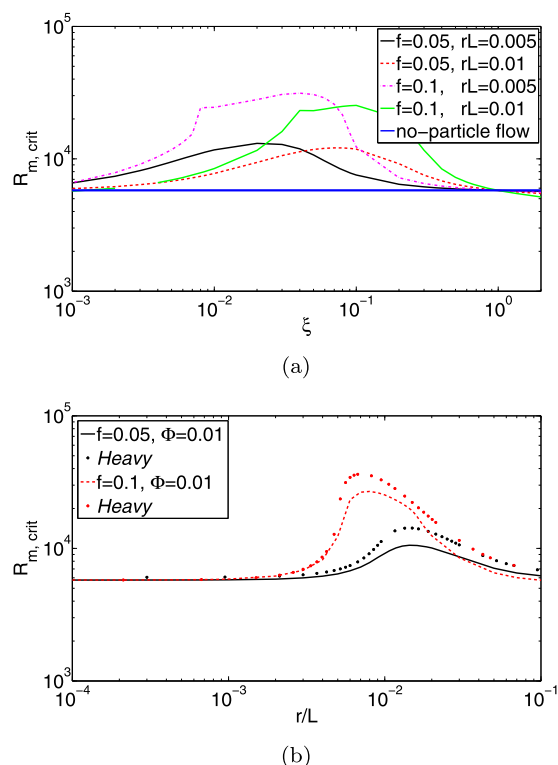 10^5
f=0.05, rL=0.005
f=0.05, rL=0.01
f=0.1, rL=0.005
f=0.1, rL=0.01
no−particle flow
R_{m, crit}
10^4
10^3
10^{−3} 10^{−2} 10^{−1} 10^0
ξ
(a)
10^5
f=0.05, Φ=0.01
Heavy
f=0.1, Φ=0.01
Heavy
R_{m, crit}
10^4
10^3
10^{−4} 10^{−3} 10^{−2} 10^{−1}
r/L
(b)